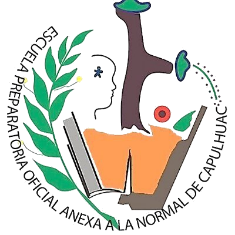 ESCUELA PREPARATORIA OFICIAL ANEXA A LA NORMAL DE CAPULHUAC